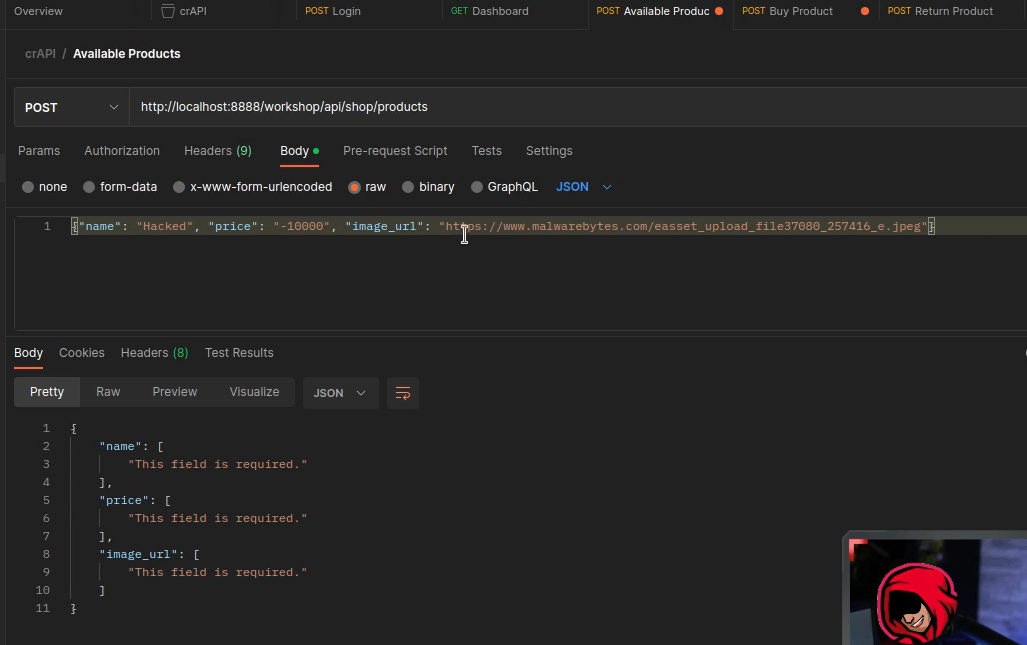 Overview crAPI POST Login GET Dashboard POST Available Produc POST Buy Product POST Return Product
crAPI / Available Products
POST http://localhost:8888/workshop/api/shop/products
Params Authorization Headers (9) Body Pre-request Script Tests Settings
none form-data x-www-form-urlencoded raw binary GraphQL JSON
1 {"name": "Hacked", "price": "-10000", "image_url": "https://www.malwarebytes.com/easset_upload_file37080_257416_e.jpeg"}
Body Cookies Headers (8) Test Results
Pretty Raw Preview Visualize JSON
1 {
2 "name": [
3 "This field is required."
4 ],
5 "price": [
6 "This field is required."
7 ],
8 "image_url": [
9 "This field is required."
10 ]
11 }